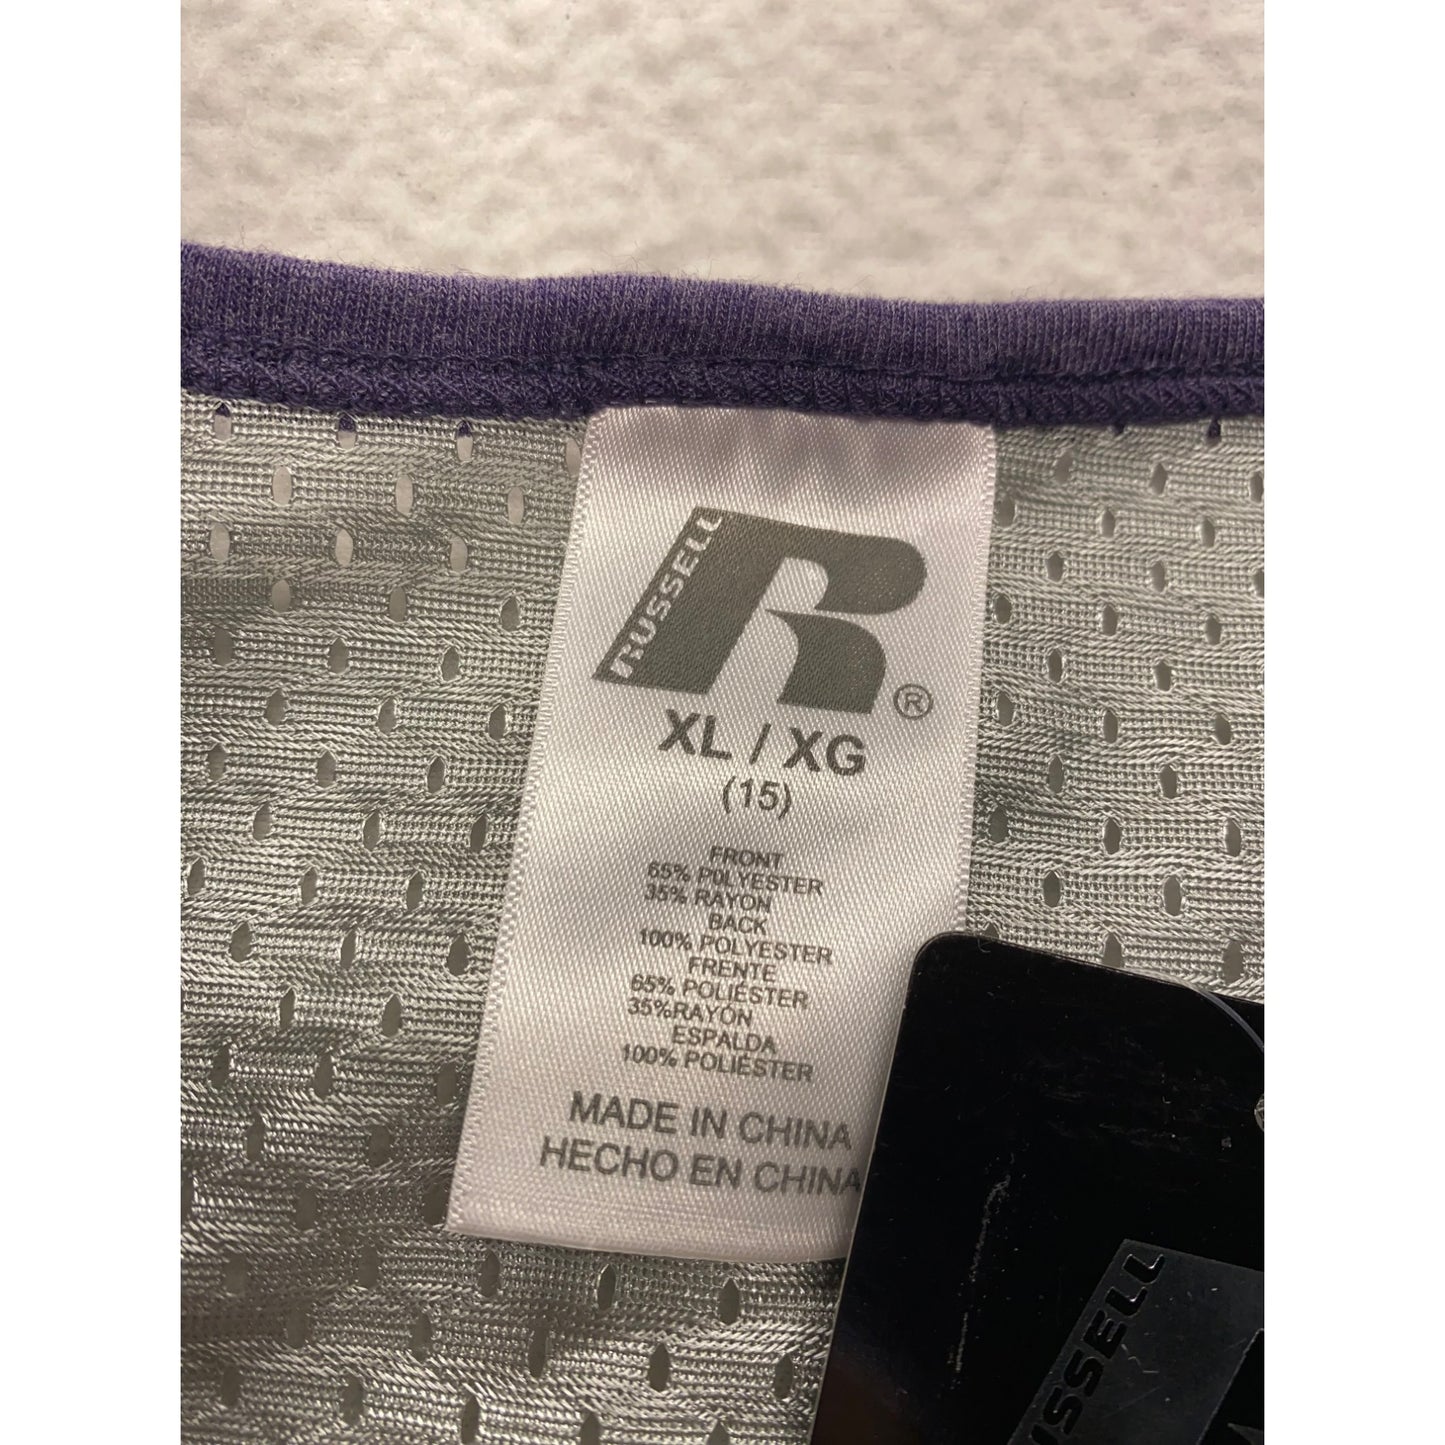 RUSSELL
R
®
XL / XG
(15)
FRONT
65% POLYESTER
35% RAYON
BACK
100% POLYESTER
FRENTE
65% POLIÉSTER
35%RAYON
ESPALDA
100% POLIÉSTER
MADE IN CHINA
HECHO EN CHINA
RUSSELL